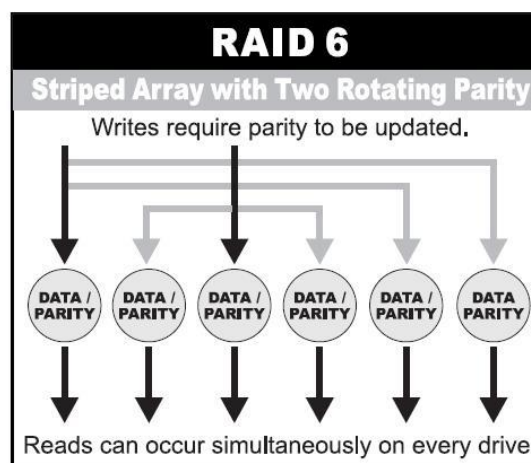 RAID 6
Striped Array with Two Rotating Parity
Writes require parity to be updated.
DATA / DATA / DATA / DATA / DATA / DATA
PARITY PARITY PARITY PARITY PARITY PARITY
Reads can occur simultaneously on every drive